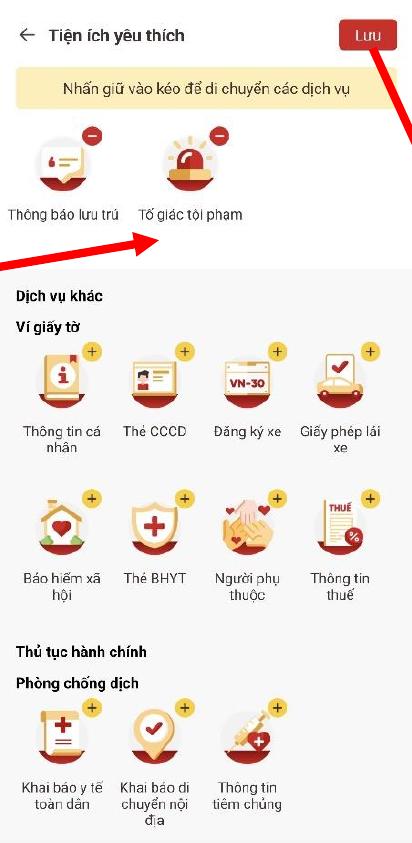 Tiện ích yêu thích
Lưu
Nhấn giữ vào kéo để di chuyển các dịch vụ
Thông báo lưu trú
Tố giác tội phạm
Dịch vụ khác
Ví giấy tờ
Thông tin cá
nhân
Thẻ CCCD
VN-30
Đăng ký xe
Giấy phép lái
xe
Bảo hiểm xã
hội
Thẻ BHYT
Người phụ
thuộc
THUẾ
Thông tin
thuế
Thủ tục hành chính
Phòng chống dịch
Khai báo y tế
toàn dân
Khai báo di
chuyển nội
địa
Thông tin
tiêm chủng